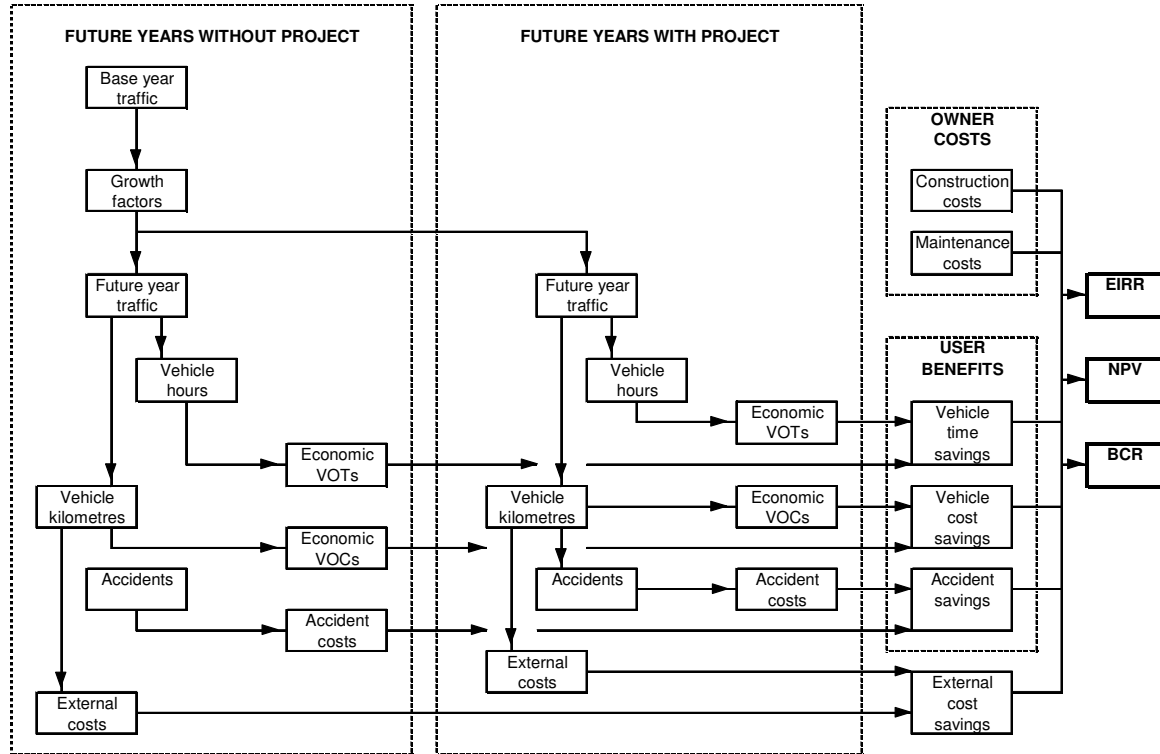 FUTURE YEARS WITHOUT PROJECT
Base year
traffic
Growth
factors
Future year
traffic
Vehicle
hours
Economic
VOTs
Vehicle
kilometres
Economic
VOCs
Accidents
Accident
costs
External
costs
FUTURE YEARS WITH PROJECT
Future year
traffic
Vehicle
hours
Economic
VOTs
Vehicle
kilometres
Economic
VOCs
Accidents
Accident
costs
External
costs
OWNER
COSTS
Construction
costs
Maintenance
costs
USER
BENEFITS
Vehicle
time
savings
Vehicle
cost
savings
Accident
savings
External
cost
savings
EIRR
NPV
BCR